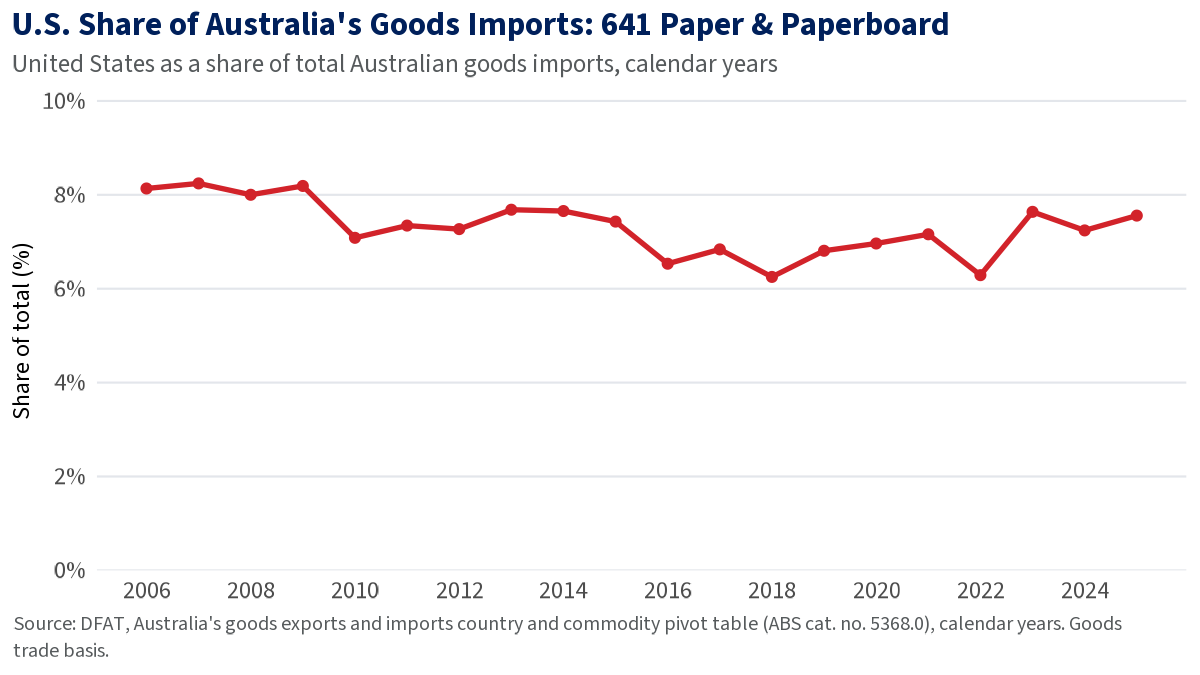 U.S. Share of Australia's Goods Imports: 641 Paper & Paperboard
United States as a share of total Australian goods imports, calendar years
10%
8%
6%
4%
2%
0%
Share of total (%)
2006 2008 2010 2012 2014 2016 2018 2020 2022 2024
Source: DFAT, Australia's goods exports and imports country and commodity pivot table (ABS cat. no. 5368.0), calendar years. Goods
trade basis.